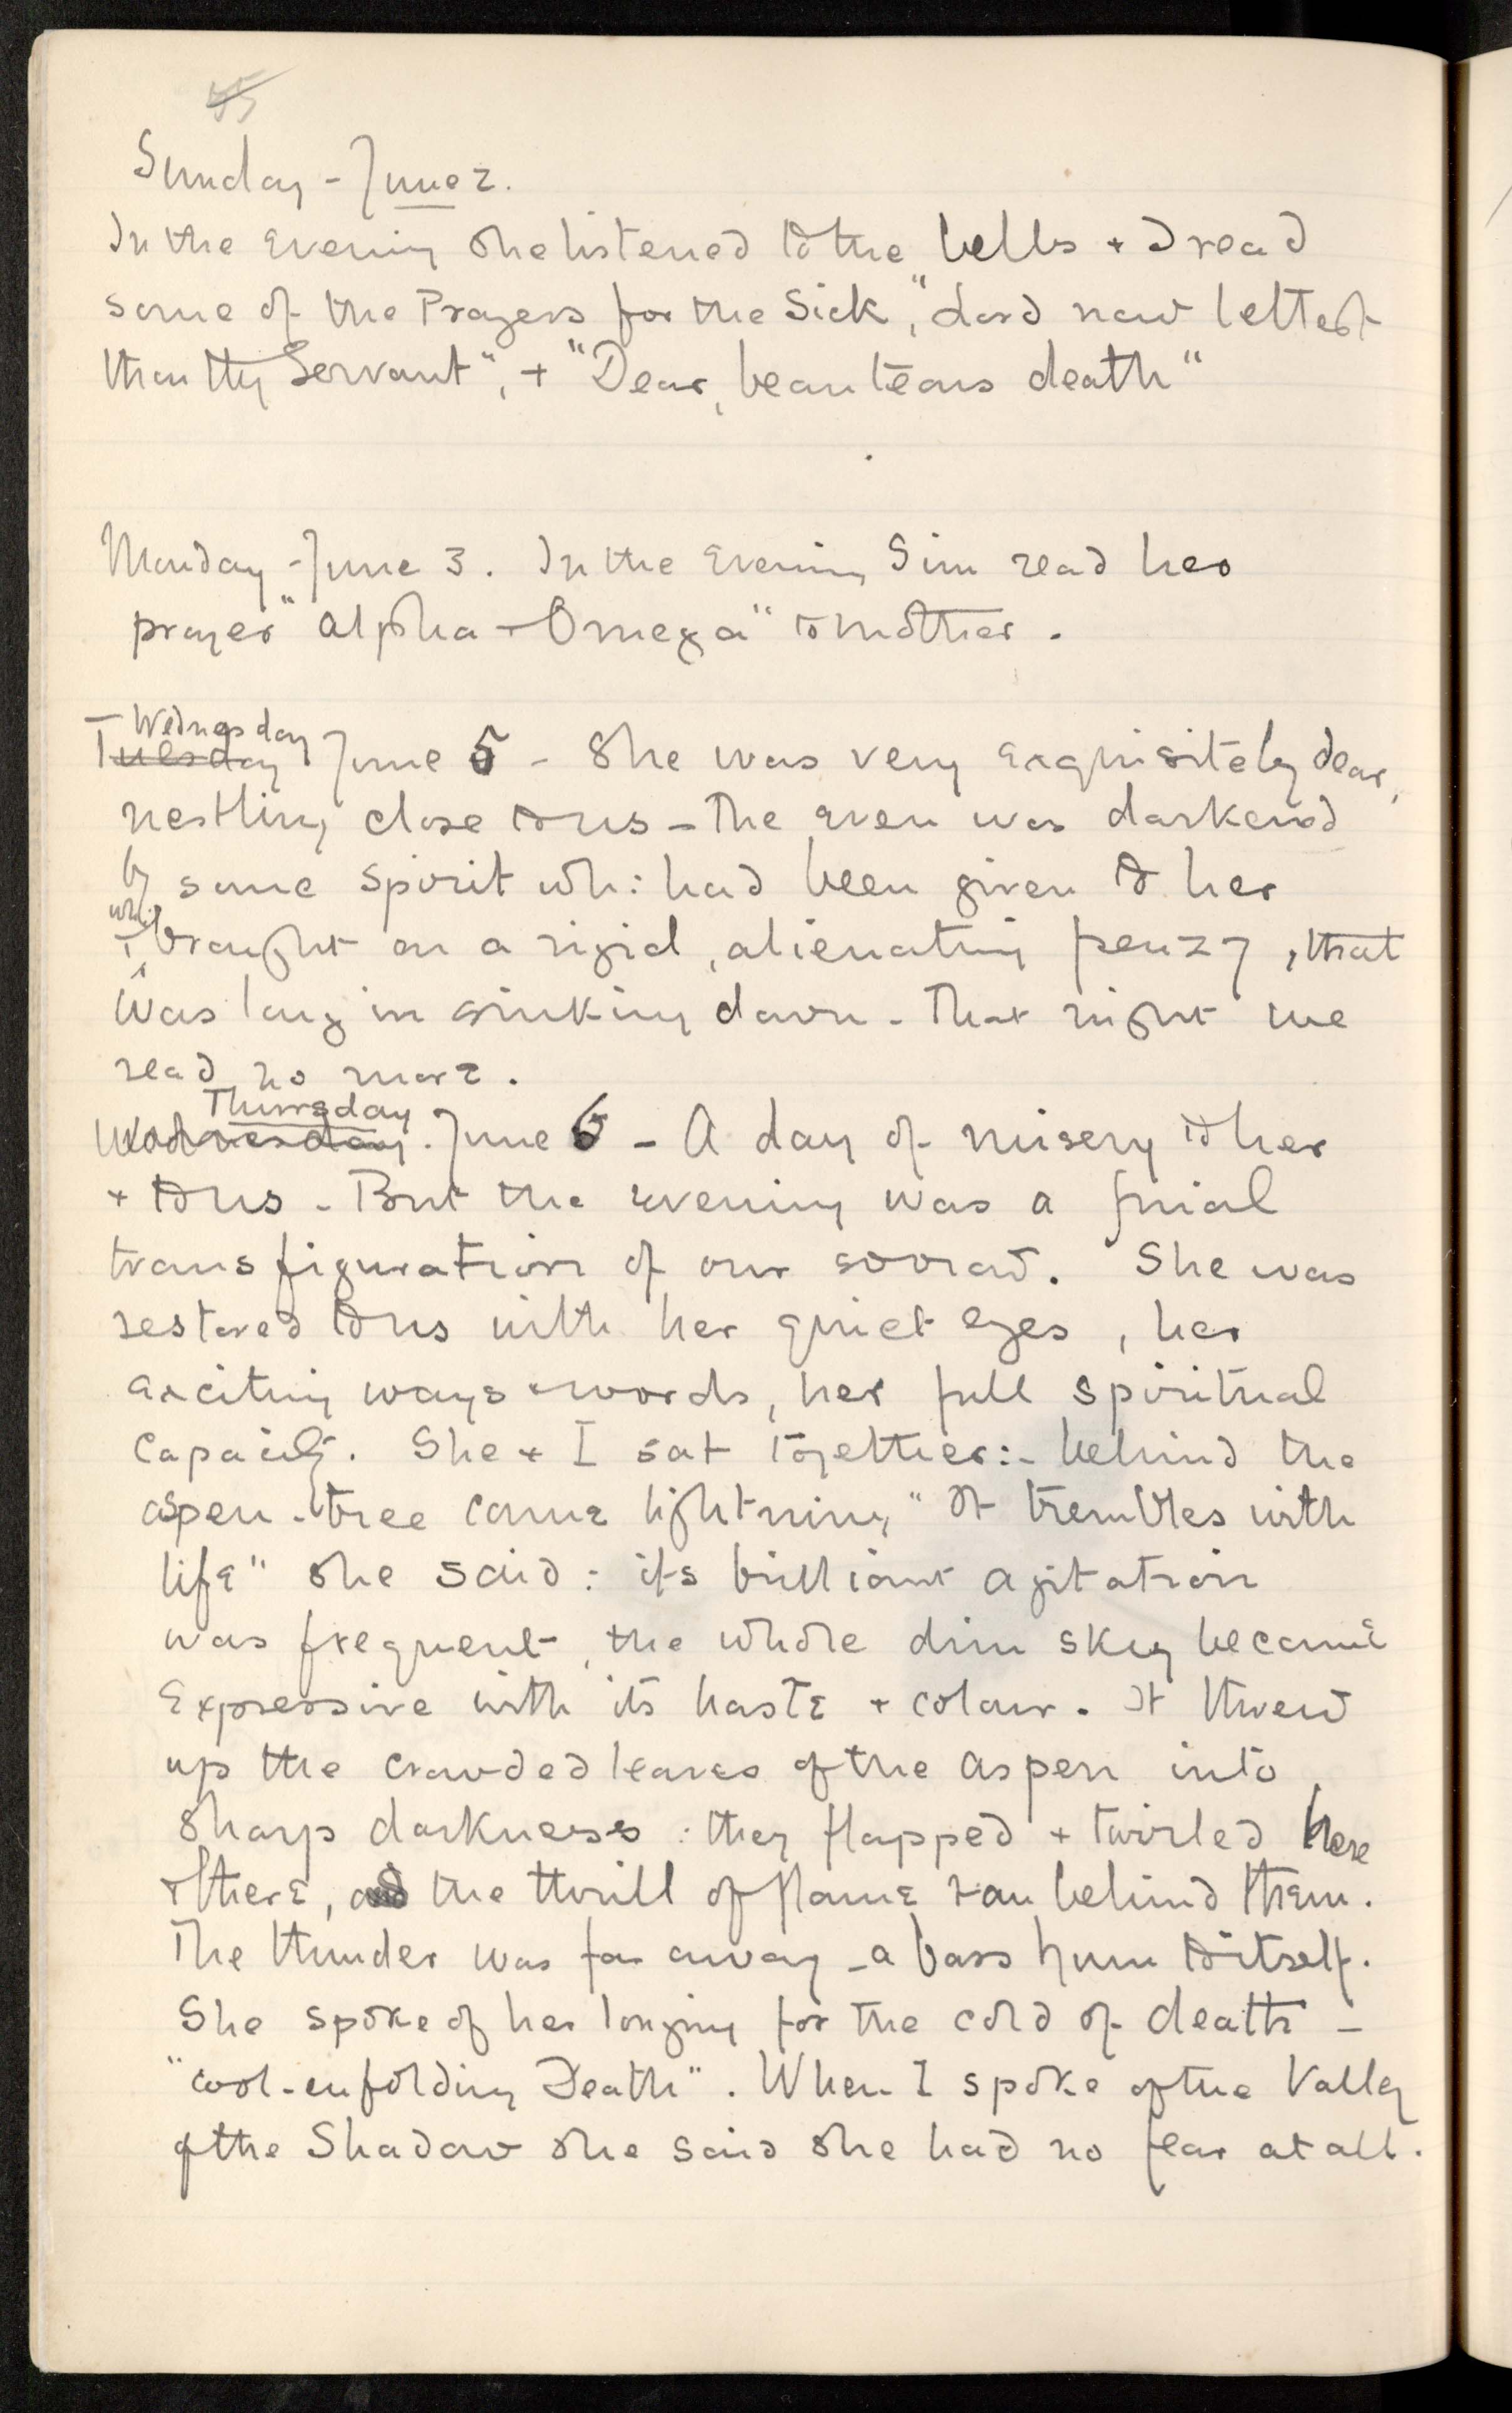 Sunday - June 2.
In the evening she listened to the bells + I read
some of the Prayers for the Sick, "Lord now lettest
thou thy Servant", + "Dear, beauteous death"
Monday - June 3. In the evening Sim read her
prayer "Alpha + Omega" to mother.
Wednesday
Tuesday June 5 - She was very exquisitely dear,
nestling close to us - The even was darkened
by some spirit wh: had been given to her
wh:
brought on a rigid, alienating frenzy, that
was long in sinking down - That night we
read no more.
Thursday
Wednesday. June 6 - A day of misery to her
+ to us - But the evening was a final
transfiguration of our sorrow. She was
restored to us with her quiet eyes, her
exciting ways + words, her full spiritual
capacity. She + I sat together: - behind the
aspen-tree came lightning "It trembles with
life" she said: its brilliant agitation
was frequent, the whole dim sky became
expressive with its haste + colour. It threw
up the crowded leaves of the aspen into
sharp darkness: they flapped + twirled here
+ there, and the thrill of flame ran behind them.
The thunder was far away - a bass hum to itself.
She spoke of her longing for the cold of death -
"cool-enfolding Death". When I spoke of the Valley
of the Shadow she said she had no fear at all.